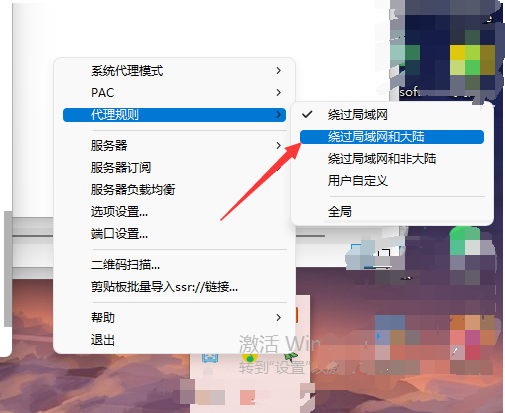 系统代理模式
PAC
代理规则
服务器
服务器订阅
服务器负载均衡
选项设置...
端口设置...
二维码扫描...
剪贴板批量导入ssr://链接...
帮助
退出
绕过局域网
绕过局域网和大陆
绕过局域网和非大陆
用户自定义
全局
soft
激活 Win
转到"设置"以激